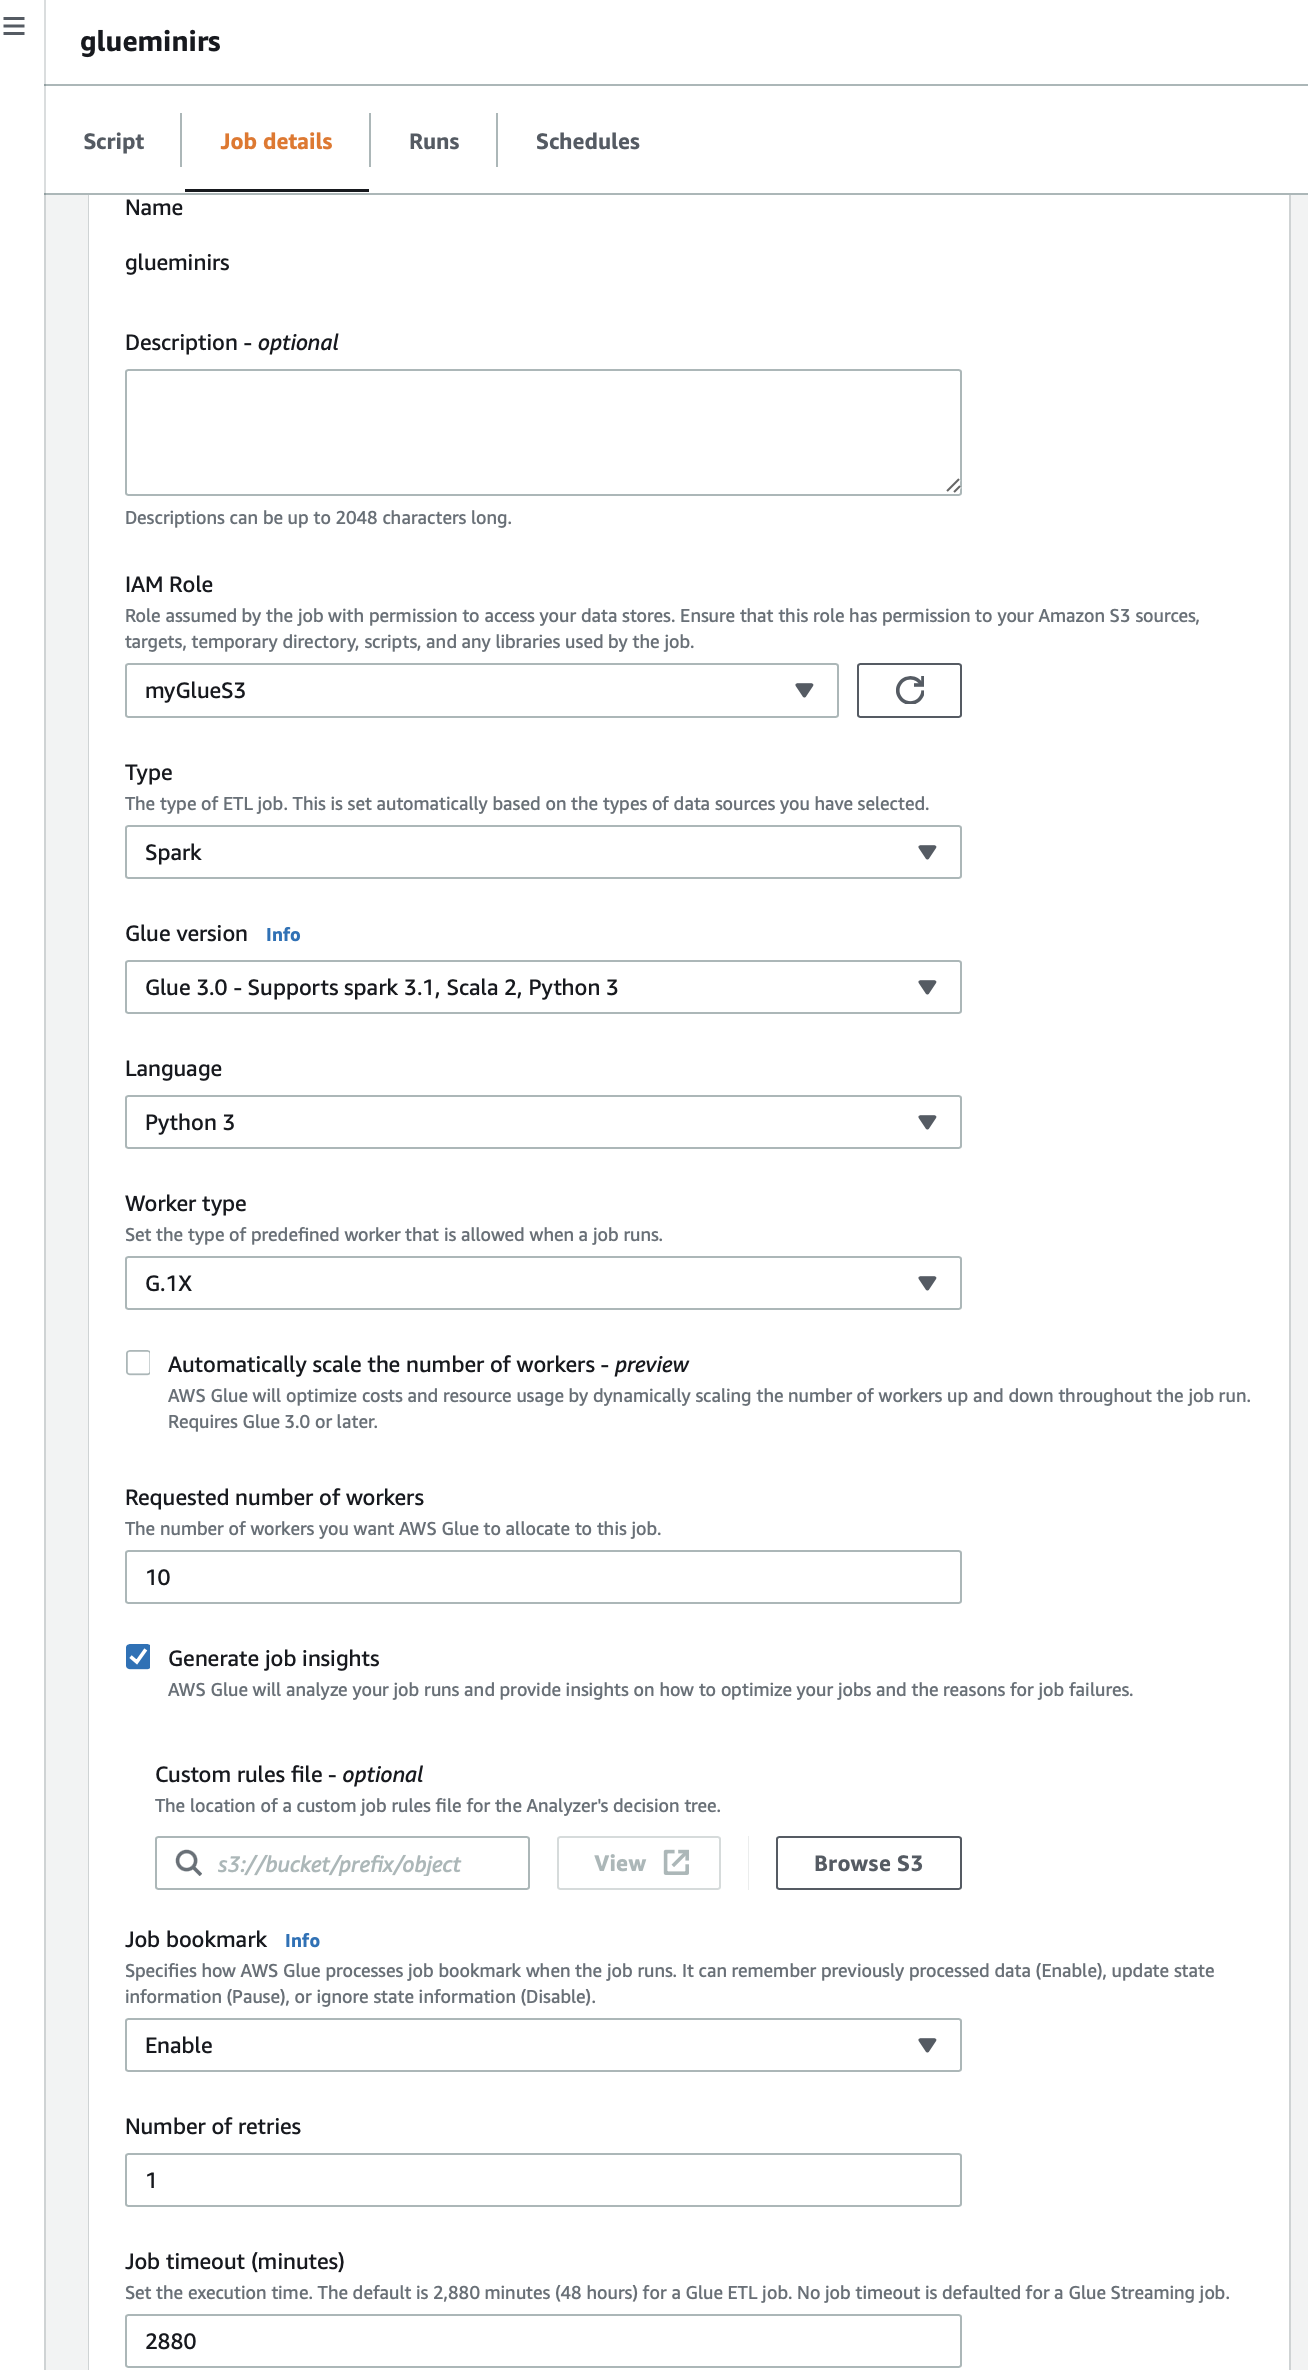 glueminirs
Script
Job details
Runs
Schedules
Name
glueminirs
Description - optional
Descriptions can be up to 2048 characters long.
IAM Role
Role assumed by the job with permission to access your data stores. Ensure that this role has permission to your Amazon S3 sources,
targets, temporary directory, scripts, and any libraries used by the job.
myGlueS3
Type
The type of ETL job. This is set automatically based on the types of data sources you have selected.
Spark
Glue version Info
Glue 3.0 - Supports spark 3.1, Scala 2, Python 3
Language
Python 3
Worker type
Set the type of predefined worker that is allowed when a job runs.
G.1X
Automatically scale the number of workers - preview
AWS Glue will optimize costs and resource usage by dynamically scaling the number of workers up and down throughout the job run.
Requires Glue 3.0 or later.
Requested number of workers
The number of workers you want AWS Glue to allocate to this job.
10
Generate job insights
AWS Glue will analyze your job runs and provide insights on how to optimize your jobs and the reasons for job failures.
Custom rules file - optional
The location of a custom job rules file for the Analyzer's decision tree.
s3://bucket/prefix/object
View
Browse S3
Job bookmark Info
Specifies how AWS Glue processes job bookmark when the job runs. It can remember previously processed data (Enable), update state
information (Pause), or ignore state information (Disable).
Enable
Number of retries
1
Job timeout (minutes)
Set the execution time. The default is 2,880 minutes (48 hours) for a Glue ETL job. No job timeout is defaulted for a Glue Streaming job.
2880